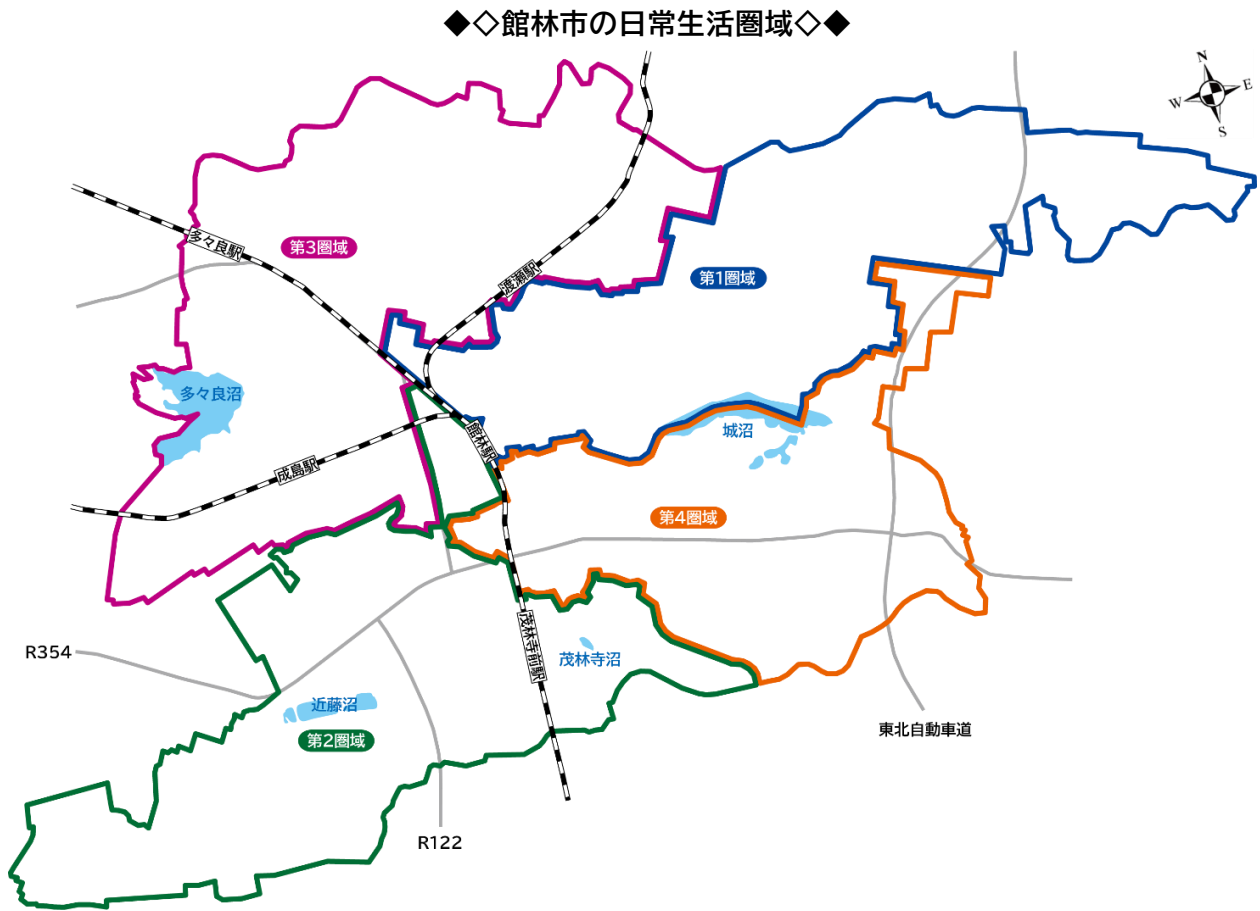 ◆◇館林市の日常生活圏域◇◆
N
W
E
S
多々良駅
第3圏域
渡瀬駅
第1圏域
多々良沼
館林駅
城沼
成島駅
第4圏域
R354
茂林寺前駅
茂林寺沼
近藤沼
第2圏域
東北自動車道
R122